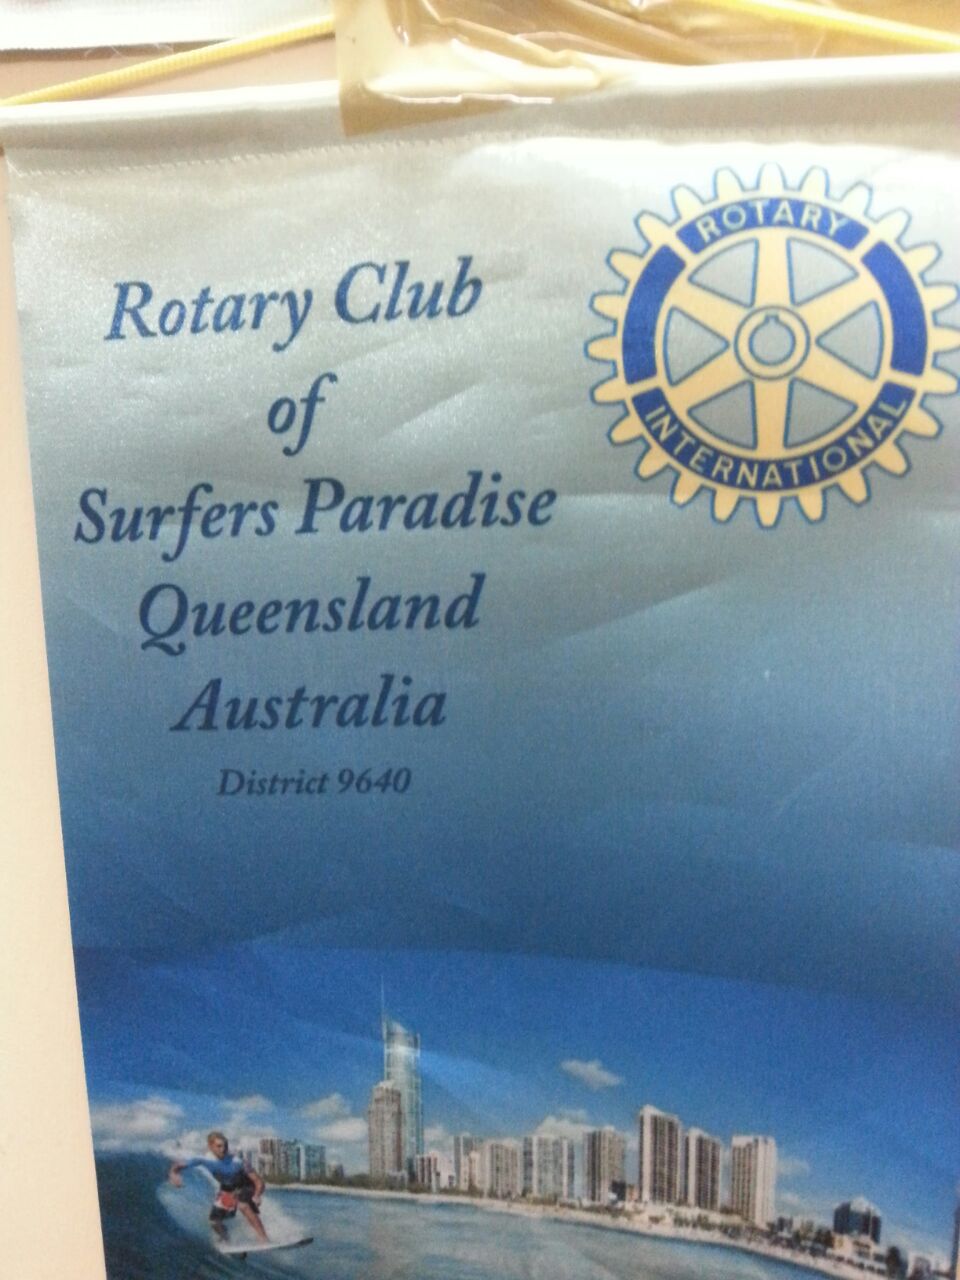 Rotary Club
of
Surfers Paradise
Queensland
Australia
District 9640
ROTARY
INTERNATIONAL